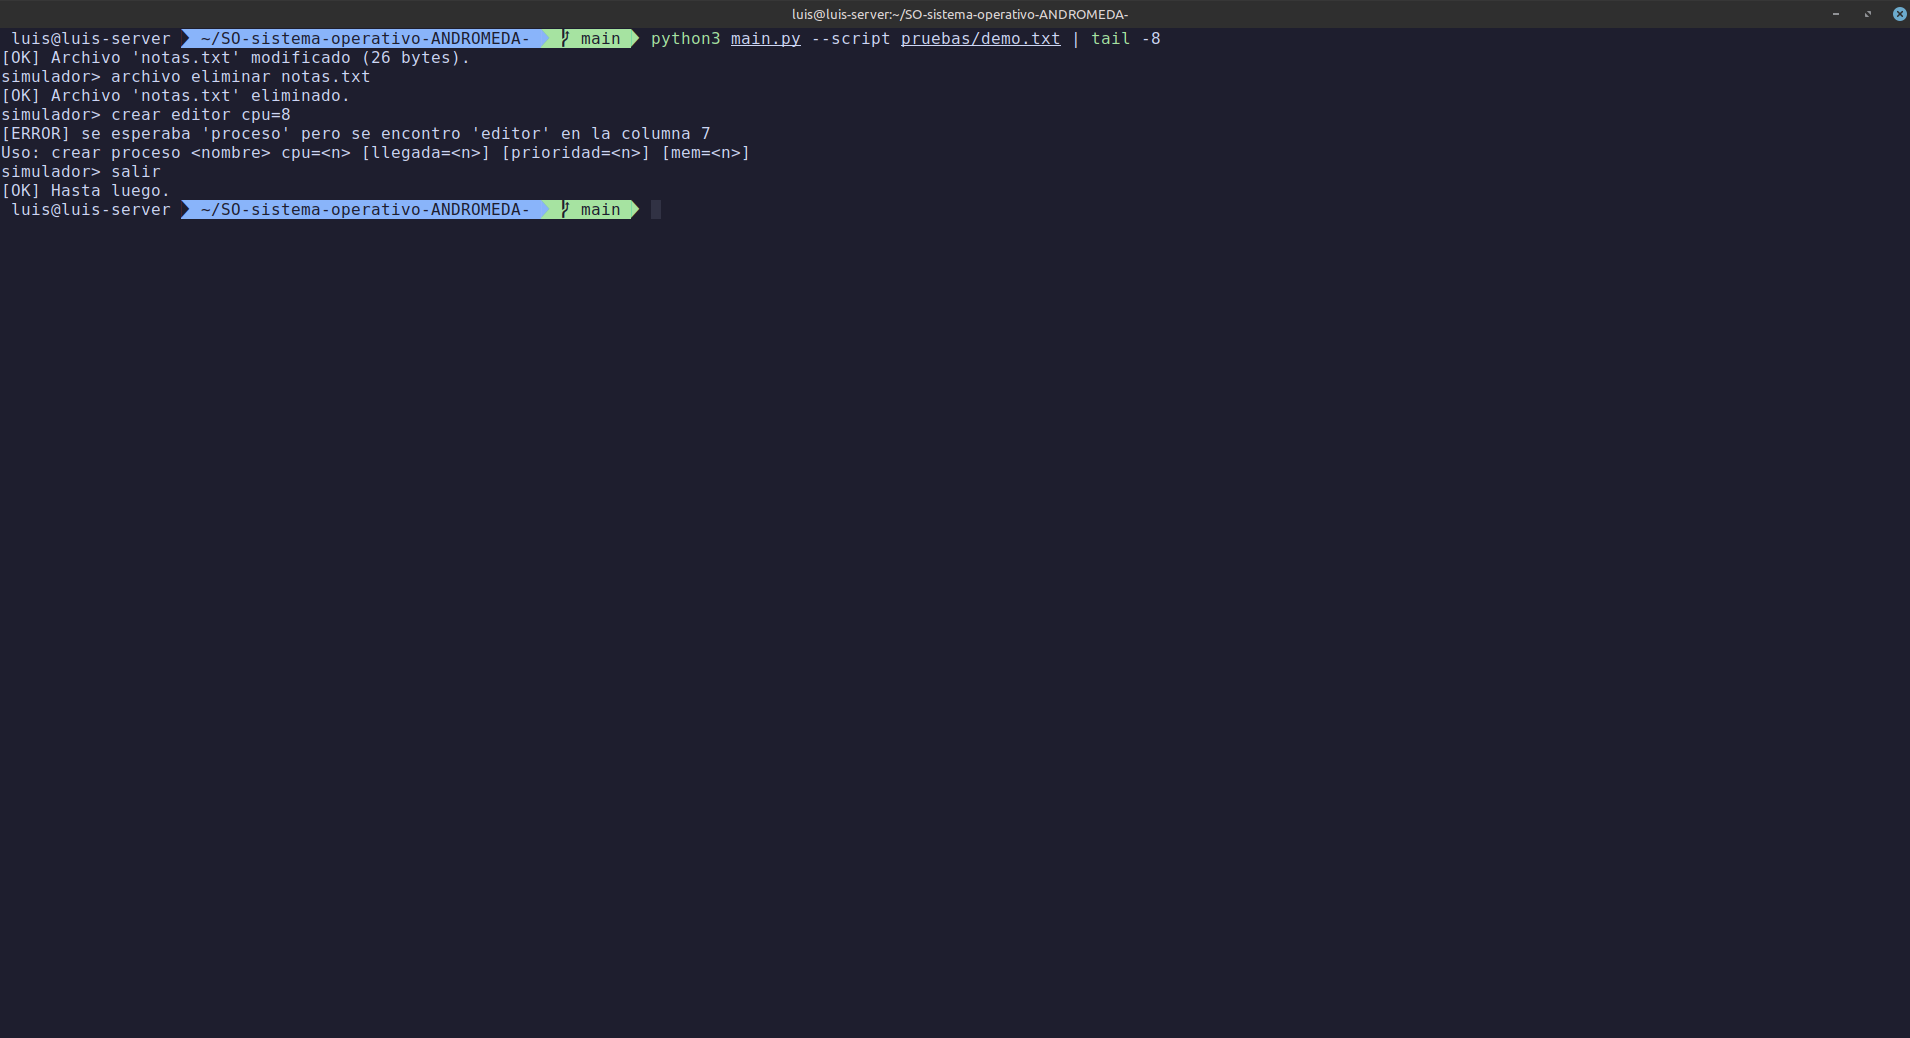 luis@luis-server:~/SO-sistema-operativo-ANDROMEDA-
luis@luis-server ~/SO-sistema-operativo-ANDROMEDA- main python3 main.py --script pruebas/demo.txt | tail -8
[OK] Archivo 'notas.txt' modificado (26 bytes).
simulador> archivo eliminar notas.txt
[OK] Archivo 'notas.txt' eliminado.
simulador> crear editor cpu=8
[ERROR] se esperaba 'proceso' pero se encontro 'editor' en la columna 7
Uso: crear proceso <nombre> cpu=<n> [llegada=<n>] [prioridad=<n>] [mem=<n>]
simulador> salir
[OK] Hasta luego.
luis@luis-server ~/SO-sistema-operativo-ANDROMEDA- main